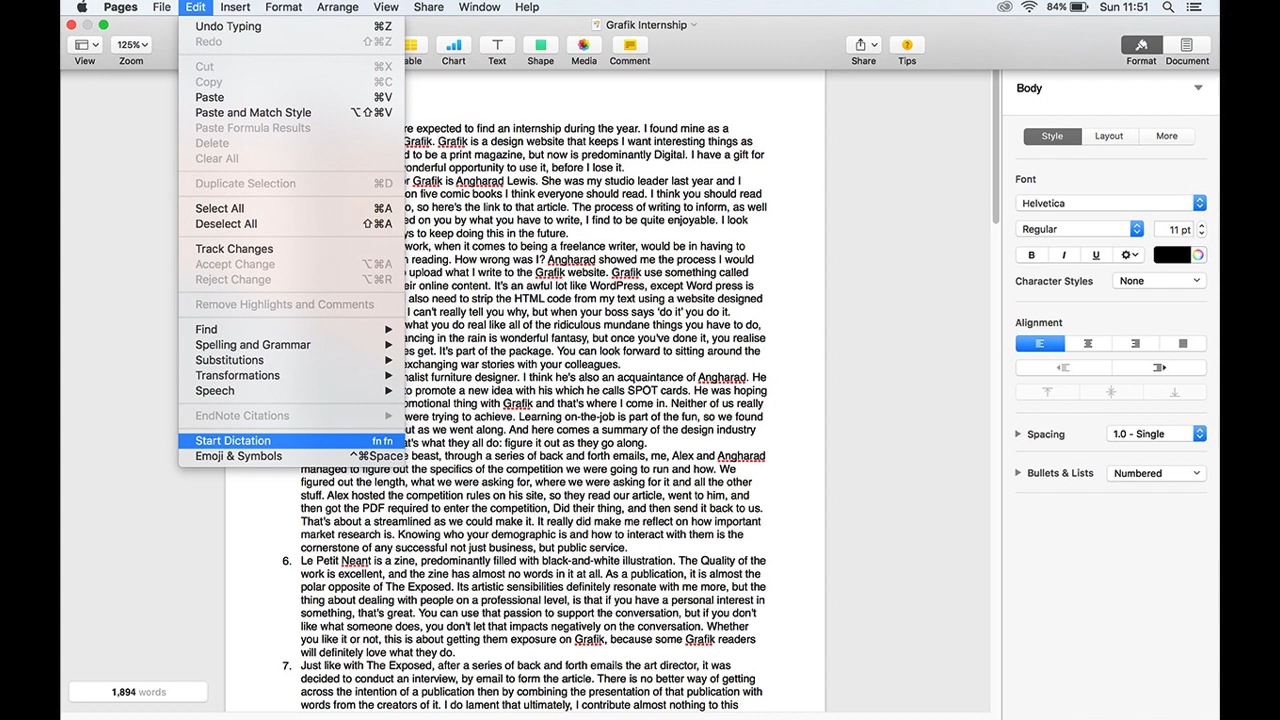 Pages File Edit Insert Format Arrange View Share Window Help 84% Sun 11:51
Grafik Internship
125%
View Zoom Chart Text Shape Media Comment Share Tips Format Document
Undo Typing ⌘Z
Redo ⇧⌘Z
Cut ⌘X
Copy ⌘C
Paste ⌘V
Paste and Match Style ⌥⇧⌘V
Paste Formula Results
Delete
Clear All
Duplicate Selection ⌘D
Select All ⌘A
Deselect All ⇧⌘A
Track Changes
Accept Change ⌥⌘A
Reject Change ⌥⌘R
Remove Highlights and Comments
Find
Spelling and Grammar
Substitutions
Transformations
Speech
EndNote Citations
Start Dictation fn fn
Emoji & Symbols ^⌘Space
re expected to find an internship during the year. I found mine as a
Grafik. Grafik is a design website that keeps I want interesting things as
d to be a print magazine, but now is predominantly Digital. I have a gift for
onderful opportunity to use it, before I lose it.
r Grafik is Angharad Lewis. She was my studio leader last year and I
on five comic books I think everyone should read. I think you should read
o, so here's the link to that article. The process of writing to inform, as well
ed on you by what you have to write, I find to be quite enjoyable. I look
ys to keep doing this in the future.
work, when it comes to being a freelance writer, would be in having to
n reading. How wrong was I? Angharad showed me the process I would
upload what I write to the Grafik website. Grafik use something called
eir online content. It's an awful lot like WordPress, except Word press is
also need to strip the HTML code from my text using a website designed
I can't really tell you why, but when your boss says 'do it' you do it.
what you do real like all of the ridiculous mundane things you have to do,
ancing in the rain is wonderful fantasy, but once you've done it, you realise
es get. It's part of the package. You can look forward to sitting around the
exchanging war stories with your colleagues.
nalist furniture designer. I think he's also an acquaintance of Angharad. He
o promote a new idea with his which he calls SPOT cards. He was hoping
omotional thing with Grafik and that's where I come in. Neither of us really
were trying to achieve. Learning on-the-job is part of the fun, so we found
out as we went along. And here comes a summary of the design industry
at's what they all do: figure it out as they go along.
e beast, through a series of back and forth emails, me, Alex and Angharad
managed to figure out the specifics of the competition we were going to run and how. We
figured out the length, what we were asking for, where we were asking for it and all the other
stuff. Alex hosted the competition rules on his site, so they read our article, went to him, and
then got the PDF required to enter the competition, Did their thing, and then send it back to us.
That's about a streamlined as we could make it. It really did make me reflect on how important
market research is. Knowing who your demographic is and how to interact with them is the
cornerstone of any successful not just business, but public service.
6. Le Petit Neant is a zine, predominantly filled with black-and-white illustration. The Quality of the
work is excellent, and the zine has almost no words in it at all. As a publication, it is almost the
polar opposite of The Exposed. Its artistic sensibilities definitely resonate with me more, but the
thing about dealing with people on a professional level, is that if you have a personal interest in
something, that's great. You can use that passion to support the conversation, but if you don't
like what someone does, you don't let that impacts negatively on the conversation. Whether
you like it or not, this is about getting them exposure on Grafik, because some Grafik readers
will definitely love what they do.
7. Just like with The Exposed, after a series of back and forth emails the art director, it was
decided to conduct an interview, by email to form the article. There is no better way of getting
across the intention of a publication then by combining the presentation of that publication with
words from the creators of it. I do lament that ultimately, I contribute almost nothing to this
1,894 words
Body
Style Layout More
Font
Helvetica
Regular 11 pt
B I U
Character Styles None
Alignment
Spacing 1.0 - Single
Bullets & Lists Numbered